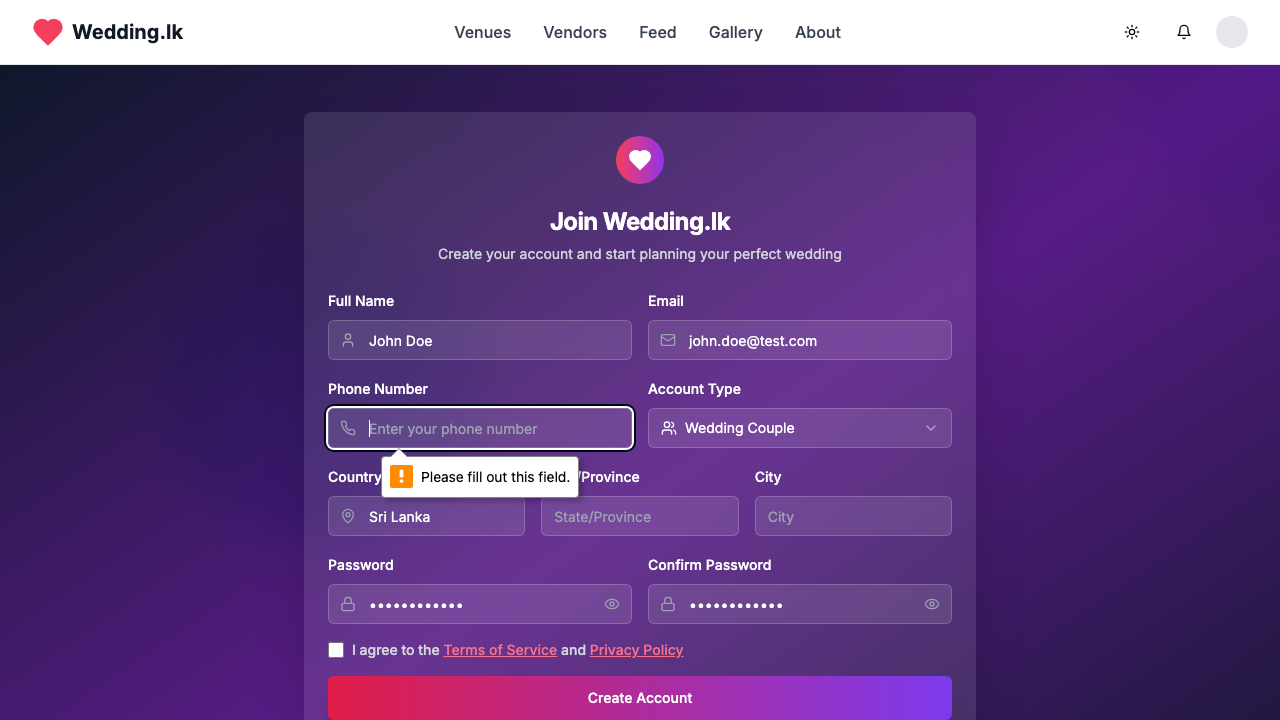 Wedding.lk
Venues Vendors Feed Gallery About
Join Wedding.lk
Create your account and start planning your perfect wedding
Full Name Email
John Doe john.doe@test.com
Phone Number Account Type
Enter your phone number Wedding Couple
Please fill out this field.
Country /Province City
Sri Lanka State/Province City
Password Confirm Password
•••••••••••• ••••••••••••
I agree to the Terms of Service and Privacy Policy
Create Account